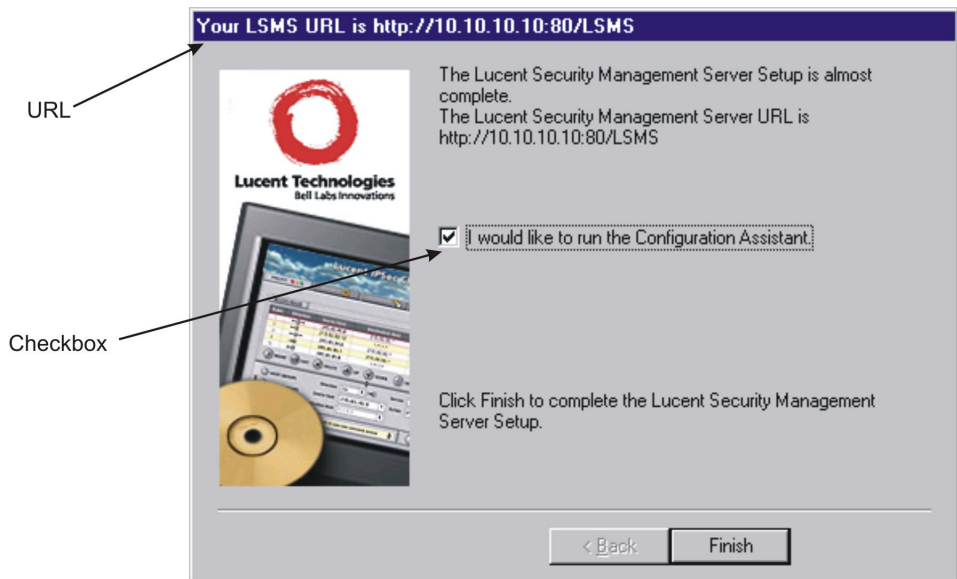 Your LSMS URL is http://10.10.10.10:80/LSMS
URL
The Lucent Security Management Server Setup is almost
complete.
The Lucent Security Management Server URL is
http://10.10.10.10:80/LSMS
Lucent Technologies
Bell Labs Innovations
I would like to run the Configuration Assistant.
Checkbox
Click Finish to complete the Lucent Security Management
Server Setup.
< Back
Finish